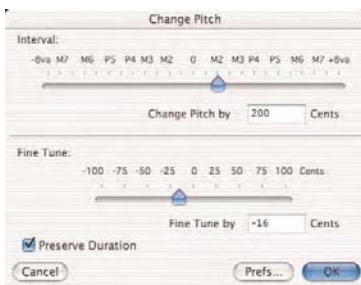 Change Pitch
Interval:
-8va M7 M6 P5 P4 M3 M2 0 M2 M3 P4 P5 M6 M7 +8va
Change Pitch by 200 Cents
Fine Tune:
-100 -75 -50 -25 0 25 50 75 100 Cents
Fine Tune by -16 Cents
Preserve Duration
Cancel Prefs... OK